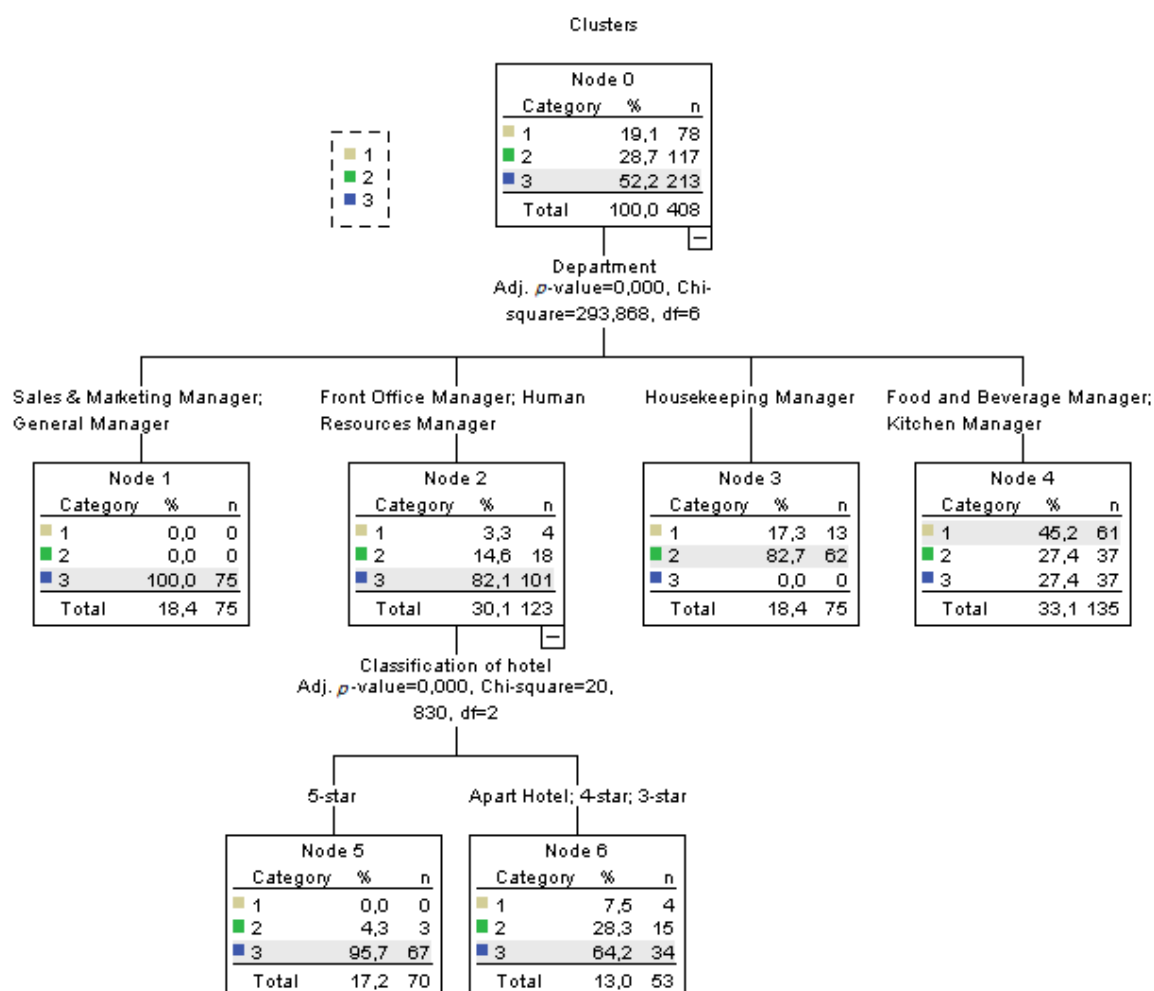 Clusters
Node 0
Category % n
1 19,1 78
2 28,7 117
3 52,2 213
Total 100,0 408
1
2
3
Department
Adj. p-value=0,000, Chi-
square=293,868, df=6
Sales & Marketing Manager;
General Manager
Front Office Manager; Human
Resources Manager
Housekeeping Manager
Food and Beverage Manager;
Kitchen Manager
Node 1
Category % n
1 0,0 0
2 0,0 0
3 100,0 75
Total 18,4 75
Node 2
Category % n
1 3,3 4
2 14,6 18
3 82,1 101
Total 30,1 123
Node 3
Category % n
1 17,3 13
2 82,7 62
3 0,0 0
Total 18,4 75
Node 4
Category % n
1 45,2 61
2 27,4 37
3 27,4 37
Total 33,1 135
Classification of hotel
Adj. p-value=0,000, Chi-square=20,
830, df=2
5-star
Apart Hotel; 4-star; 3-star
Node 5
Category % n
1 0,0 0
2 4,3 3
3 95,7 67
Total 17,2 70
Node 6
Category % n
1 7,5 4
2 28,3 15
3 64,2 34
Total 13,0 53